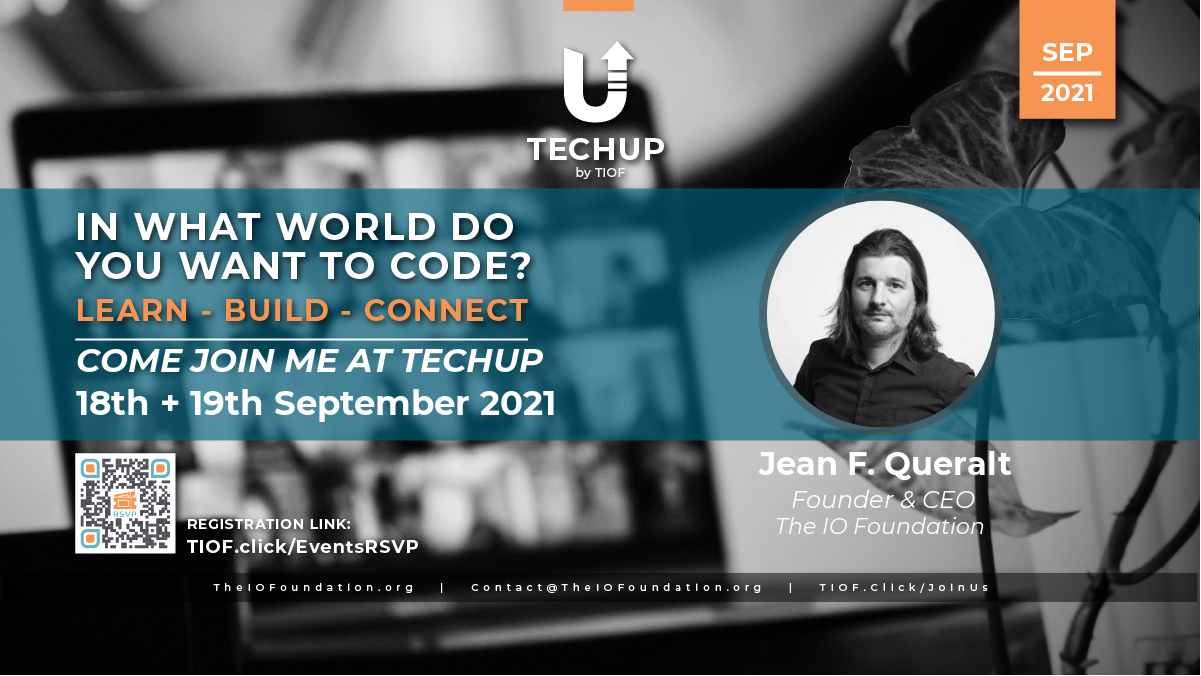 SEP
2021
TECHUP
by TIOF
IN WHAT WORLD DO
YOU WANT TO CODE?
LEARN - BUILD - CONNECT
COME JOIN ME AT TECHUP
18th + 19th September 2021
Jean F. Queralt
Founder & CEO
The IO Foundation
RSVP
REGISTRATION LINK:
TIOF.click/EventsRSVP
TheIOFoundation.org | Contact@TheIOFoundation.org | TIOF.Click/JoinUs